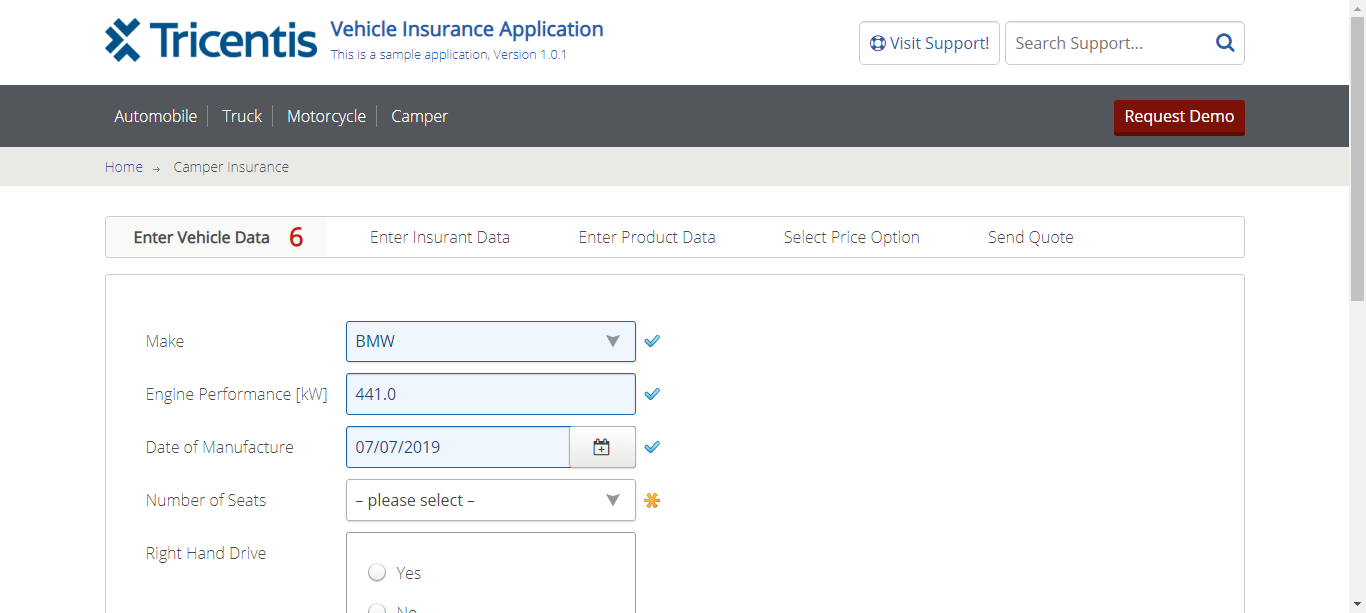 Tricentis
Vehicle Insurance Application
This is a sample application, Version 1.0.1
Visit Support!
Search Support...
Automobile Truck Motorcycle Camper
Request Demo
Home → Camper Insurance
Enter Vehicle Data 6 Enter Insurant Data Enter Product Data Select Price Option Send Quote
Make BMW
Engine Performance [kW] 441.0
Date of Manufacture 07/07/2019
Number of Seats – please select –
Right Hand Drive
Yes
No